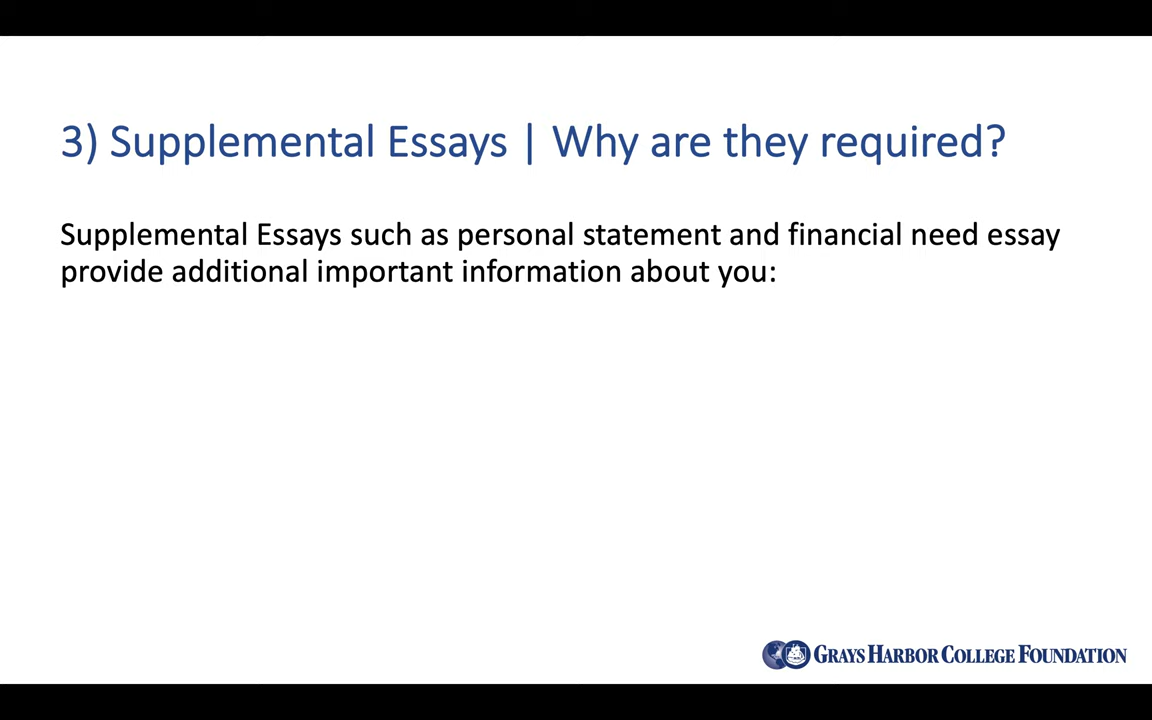 3) Supplemental Essays | Why are they required?
Supplemental Essays such as personal statement and financial need essay
provide additional important information about you:
GRAYS HARBOR COLLEGE FOUNDATION